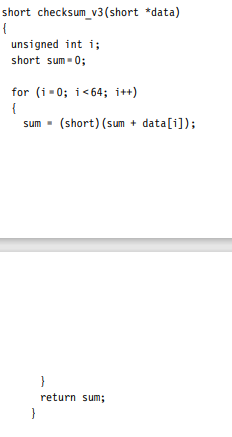 short checksum_v3(short *data)
{
unsigned int i;
short sum=0;
for (i=0; i<64; i++)
{
sum = (short)(sum + data[i]);
}
return sum;
}